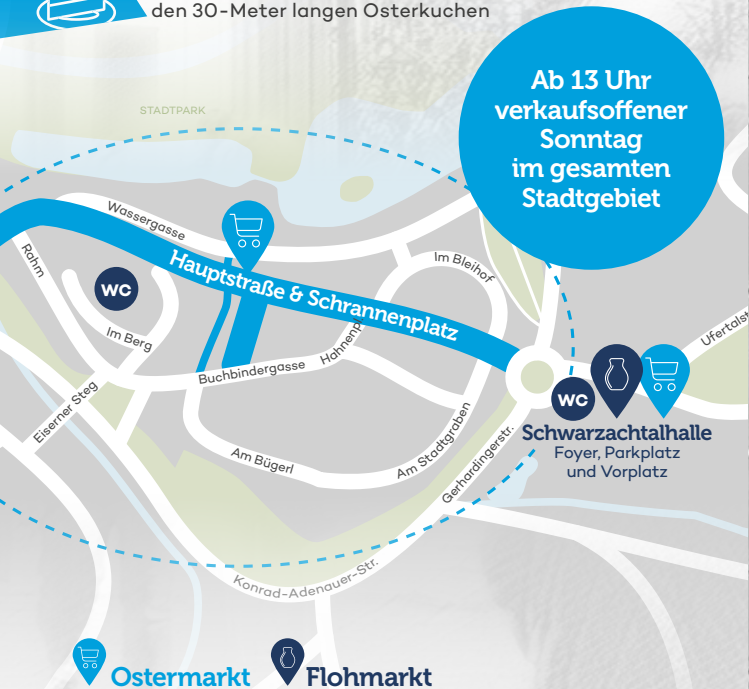 den 30-Meter langen Osterkuchen
Ab 13 Uhr
verkaufsoffener
Sonntag
im gesamten
Stadtgebiet
STADTPARK
Wassergasse
Rahm
WC
Hauptstraße & Schrannenplatz
Im Bleihof
Im Berg
Hahnenpl.
Buchbindergasse
Eiserner Steg
Am Bügerl
Am Stadtgraben
Gerhardingerstr.
Ufertalst
WC
Schwarzachtalhalle
Foyer, Parkplatz
und Vorplatz
Konrad-Adenauer-Str.
Ostermarkt
Flohmarkt